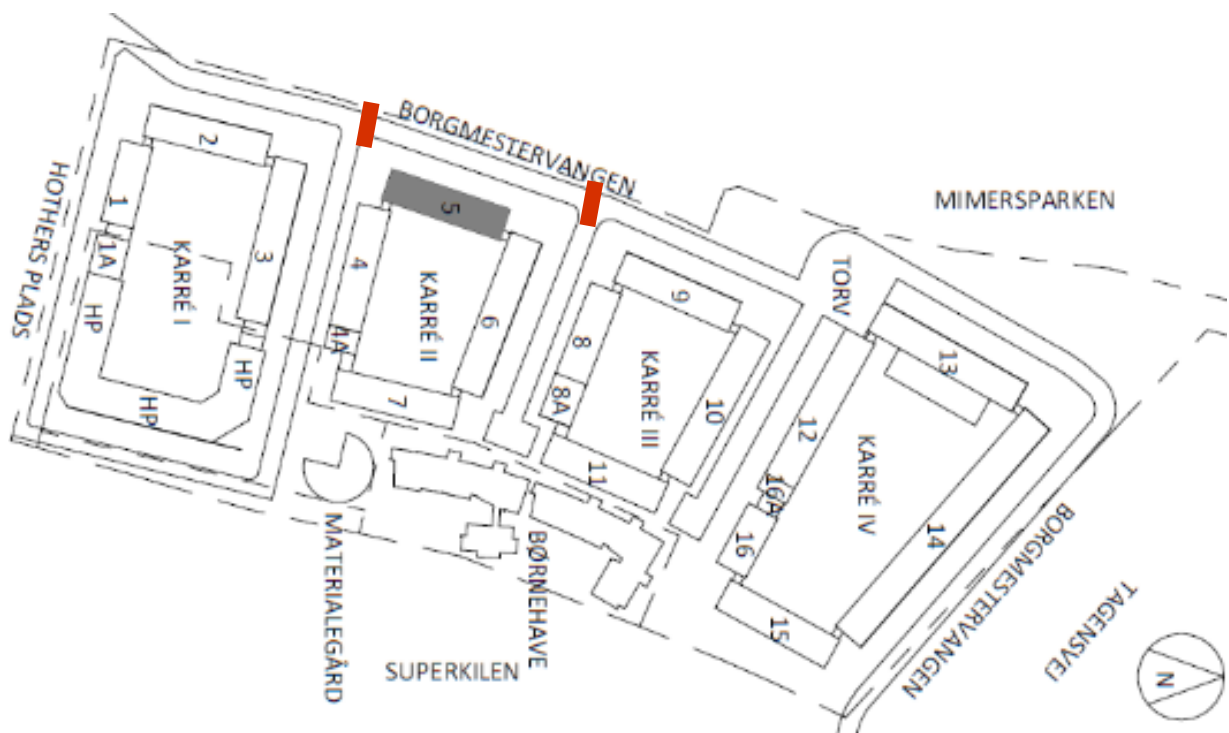 BORGMESTERVANGEN
MIMERSPARKEN
HOTHERS PLADS
2
1
1A
3
KARRÉ I
HP
HP
HP
5
4
4A
KARRÉ II
6
7
9
8
8A
KARRÉ III
10
11
TORV
13
12
16A
16
KARRÉ IV
14
15
MATERIALEGÅRD
BØRNEHAVE
SUPERKILEN
BORGMESTERVANGEN
TAGENSVEJ
N